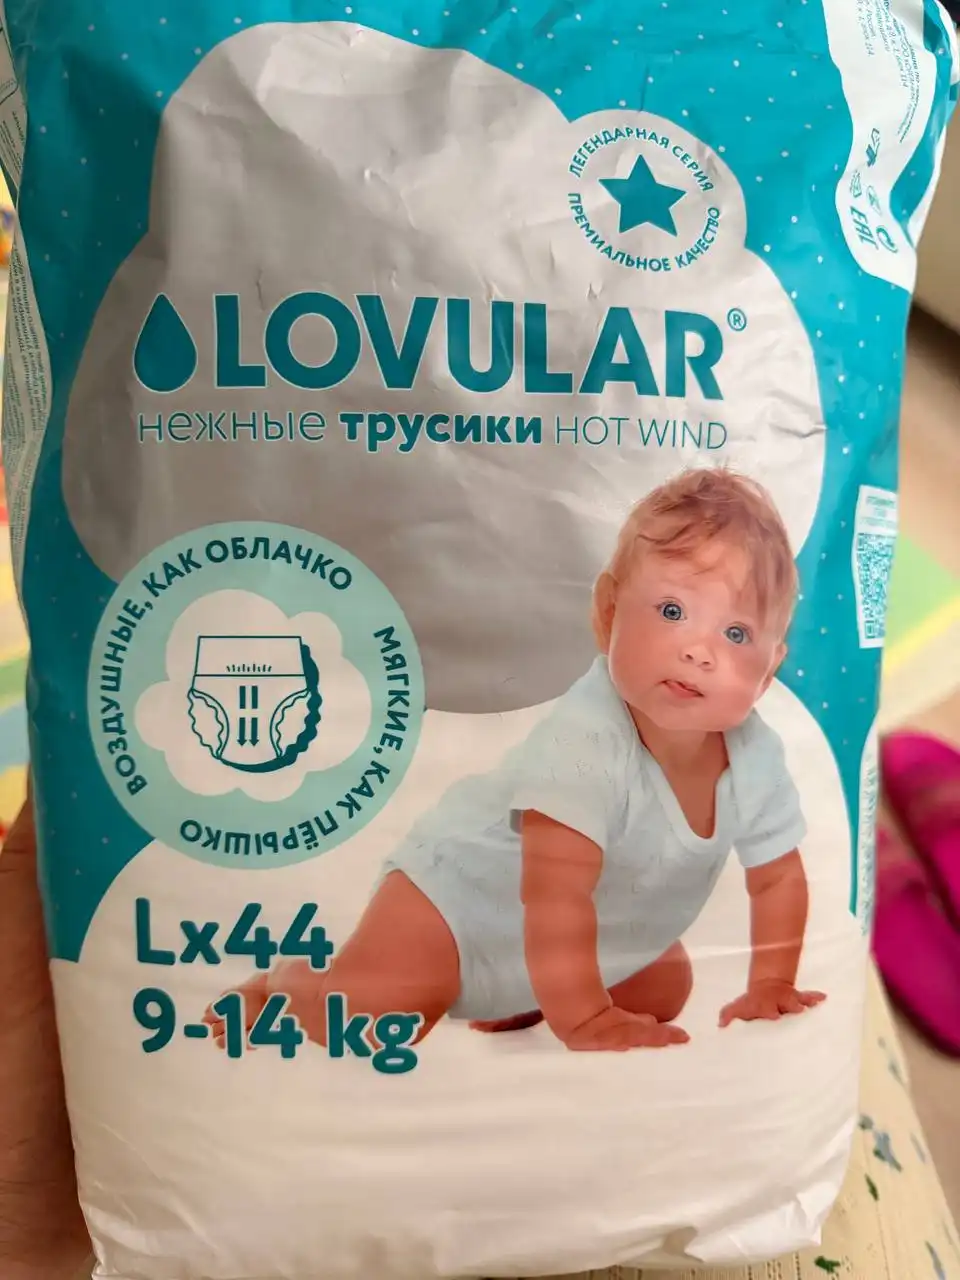 ЛЕГЕНДАРНАЯ СЕРИЯ
ПРЕМИАЛЬНОЕ КАЧЕСТВО
LOVULAR®
нежные трусики HOT WIND
ВОЗДУШНЫЕ, КАК ОБЛАЧКО
МЯГКИЕ, КАК ПЁРЫШКО
Lx44
9-14 kg
EAC